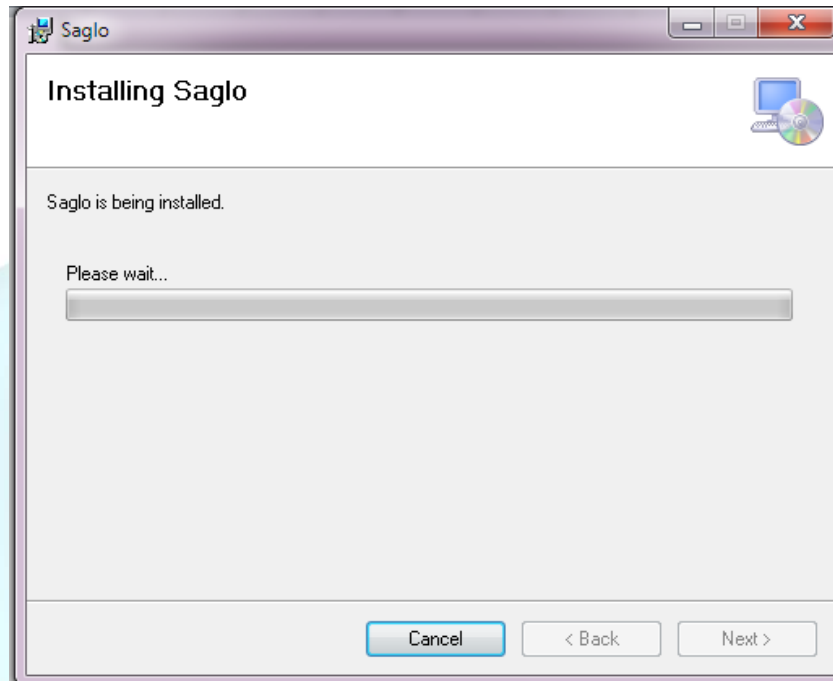 Saglo
Installing Saglo
Saglo is being installed.
Please wait...
Cancel
< Back
Next >